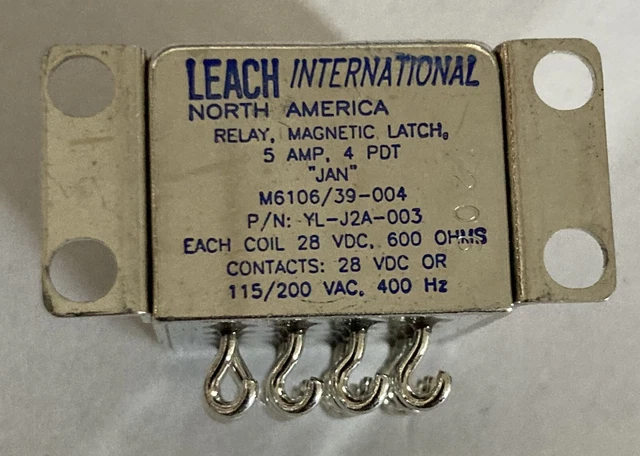 LEACH INTERNATIONAL
NORTH AMERICA
RELAY, MAGNETIC LATCH,
5 AMP, 4 PDT
"JAN"
M6106/39-004
P/N: YL-J2A-003
EACH COIL 28 VDC, 600 OHMS
CONTACTS: 28 VDC OR
115/200 VAC, 400 Hz